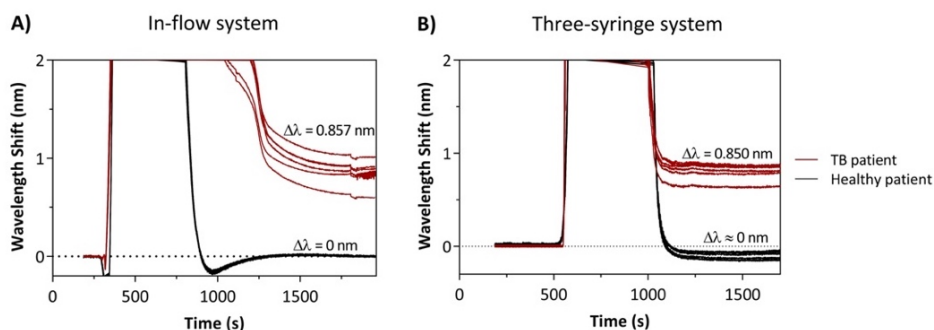 A) In-flow system
Wavelength Shift (nm)
2
1
0
Δλ = 0.857 nm
Δλ = 0 nm
0 500 1000 1500
Time (s)
B) Three-syringe system
Wavelength Shift (nm)
2
1
0
Δλ = 0.850 nm
Δλ ≈ 0 nm
0 500 1000 1500
Time (s)
TB patient
Healthy patient